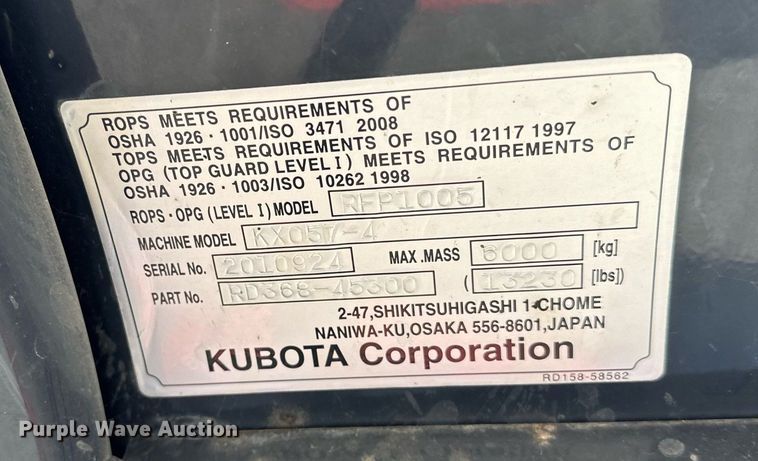 ROPS MEETS REQUIREMENTS OF
OSHA 1926・1001/ISO 3471 2008
TOPS MEETS REQUIREMENTS OF ISO 12117 1997
OPG (TOP GUARD LEVEL I) MEETS REQUIREMENTS OF
OSHA 1926・1003/ISO 10262 1998
ROPS・OPG (LEVEL I) MODEL RFP1005
MACHINE MODEL KX057-4
SERIAL No. 2010924 MAX .MASS 6000 [kg]
PART No. RD368-45300 (13230 [lbs])
2-47,SHIKITSUHIGASHI 1-CHOME
NANIWA-KU,OSAKA 556-8601,JAPAN
KUBOTA Corporation
RD158-58562
Purple Wave Auction